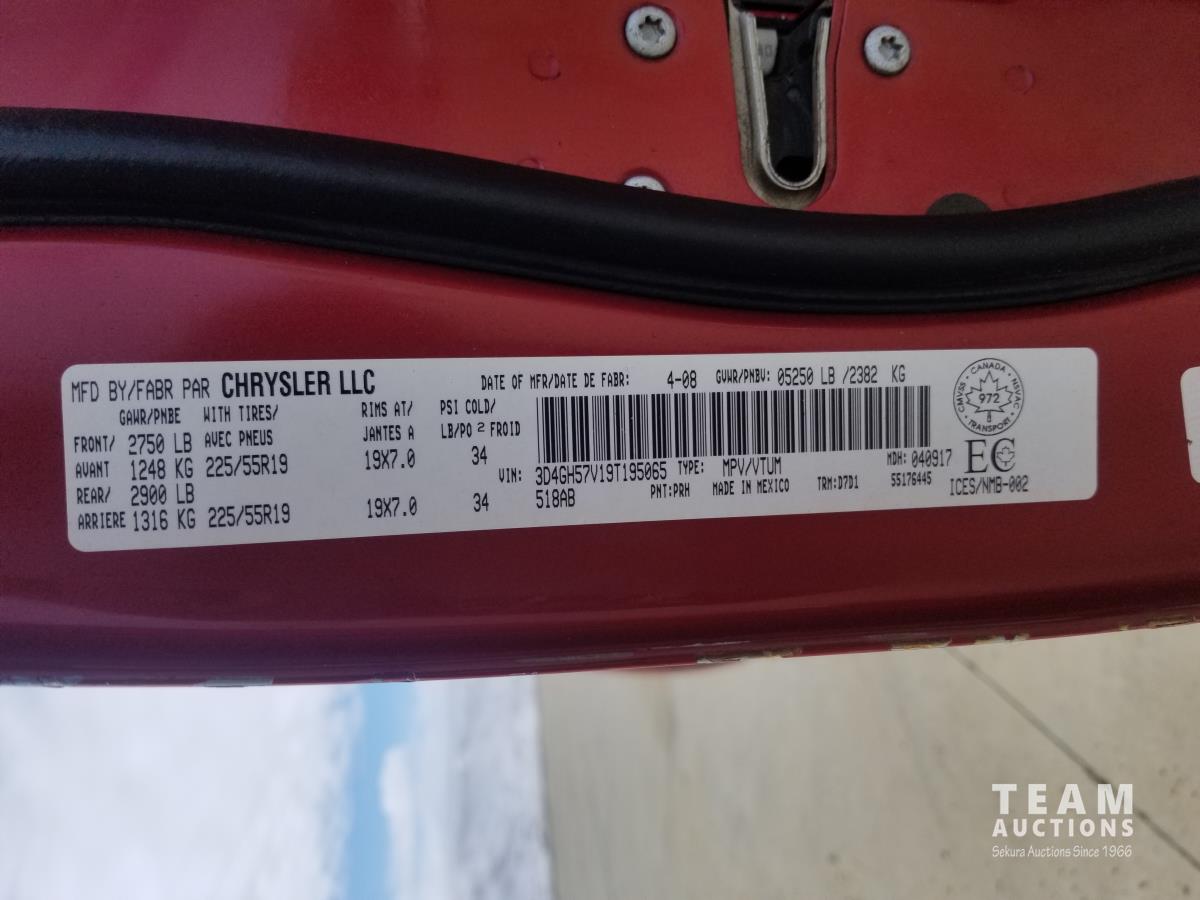 MFD BY/FABR PAR CHRYSLER LLC
DATE OF MFR/DATE DE FABR: 4-08 GVWR/PNBV: 05250 LB /2382 KG
GAWR/PNBE WITH TIRES/ RIMS AT/ PSI COLD/
AVEC PNEUS JANTES A LB/PO 2 FROID
FRONT/ 2750 LB
AVANT 1248 KG 225/55R19 19X7.0 34
REAR/ 2900 LB
ARRIERE 1316 KG 225/55R19 19X7.0 34
VIN: 3D4GH57V19T195065 TYPE: MPV/VTUM MDH: 040917
518AB PNT:PRH MADE IN MEXICO TRM:D7D1 55176445
CANADA
CMVSS NSVAC
972
TRANSPORT
EC
ICES/NMB-002
TEAM
AUCTIONS
Sekura Auctions Since 1966